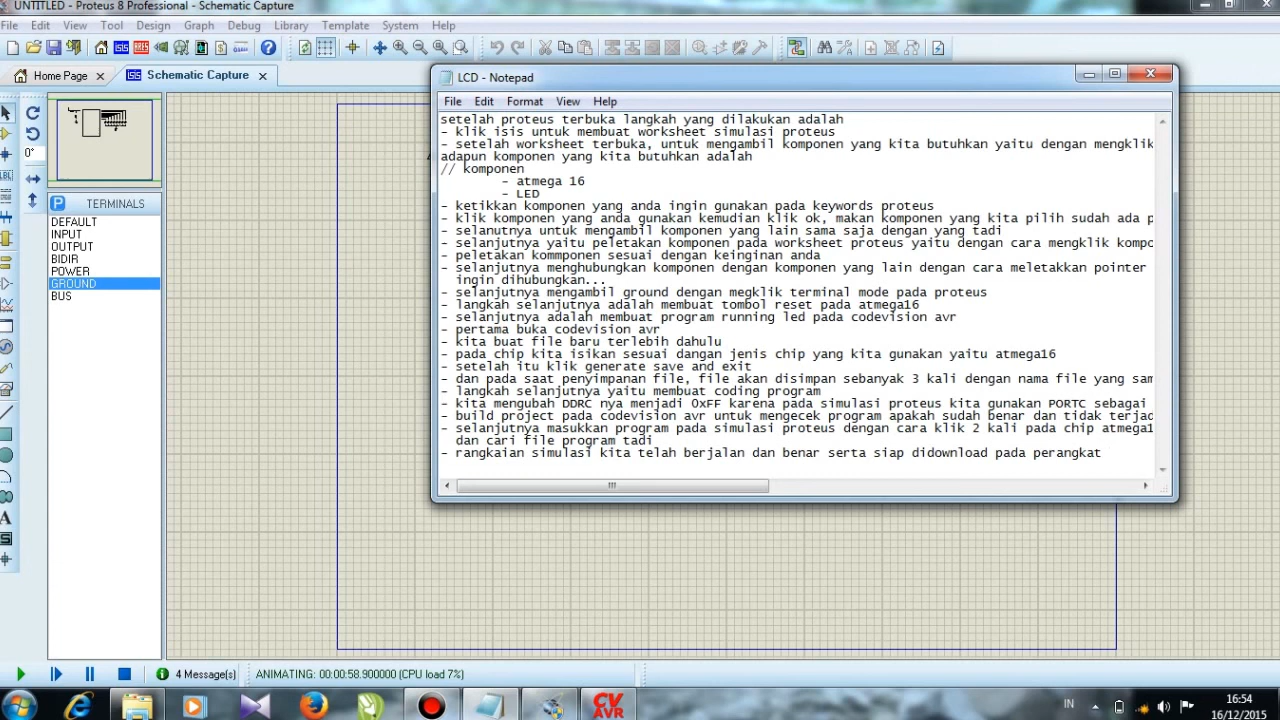 UNTITLED - Proteus 8 Professional - Schematic Capture
File Edit View Tool Design Graph Debug Library Template System Help
Home Page
Schematic Capture
0°
TERMINALS
DEFAULT
INPUT
OUTPUT
BIDIR
POWER
GROUND
BUS
LCD - Notepad
File Edit Format View Help
setelah proteus terbuka langkah yang dilakukan adalah
- klik isis untuk membuat worksheet simulasi proteus
- setelah worksheet terbuka, untuk mengambil komponen yang kita butuhkan yaitu dengan mengklik
adapun komponen yang kita butuhkan adalah
// komponen
- atmega 16
- LED
- ketikkan komponen yang anda ingin gunakan pada keywords proteus
- klik komponen yang anda gunakan kemudian klik ok, makan komponen yang kita pilih sudah ada p
- selanutnya untuk mengambil komponen yang lain sama saja dengan yang tadi
- selanjutnya yaitu peletakan komponen pada worksheet proteus yaitu dengan cara mengklik kompo
- peletakan kommponen sesuai dengan keinginan anda
- selanjutnya menghubungkan komponen dengan komponen yang lain dengan cara meletakkan pointer
ingin dihubungkan...
- selanjutnya mengambil ground dengan megklik terminal mode pada proteus
- langkah selanjutnya adalah membuat tombol reset pada atmega16
- selanjutnya adalah membuat program running led pada codevision avr
- pertama buka codevision avr
- kita buat file baru terlebih dahulu
- pada chip kita isikan sesuai dangan jenis chip yang kita gunakan yaitu atmega16
- setelah itu klik generate save and exit
- dan pada saat penyimpanan file, file akan disimpan sebanyak 3 kali dengan nama file yang sam
- langkah selanjutnya yaitu membuat coding program
- kita mengubah DDRC nya menjadi 0xFF karena pada simulasi proteus kita gunakan PORTC sebagai
- build project pada codevision avr untuk mengecek program apakah sudah benar dan tidak terjad
- selanjutnya masukkan program pada simulasi proteus dengan cara klik 2 kali pada chip atmega1
dan cari file program tadi
- rangkaian simulasi kita telah berjalan dan benar serta siap didownload pada perangkat
4 Message(s)
ANIMATING: 00:00:58.900000 (CPU load 7%)
CV
AVR
IN
16:54
16/12/2015